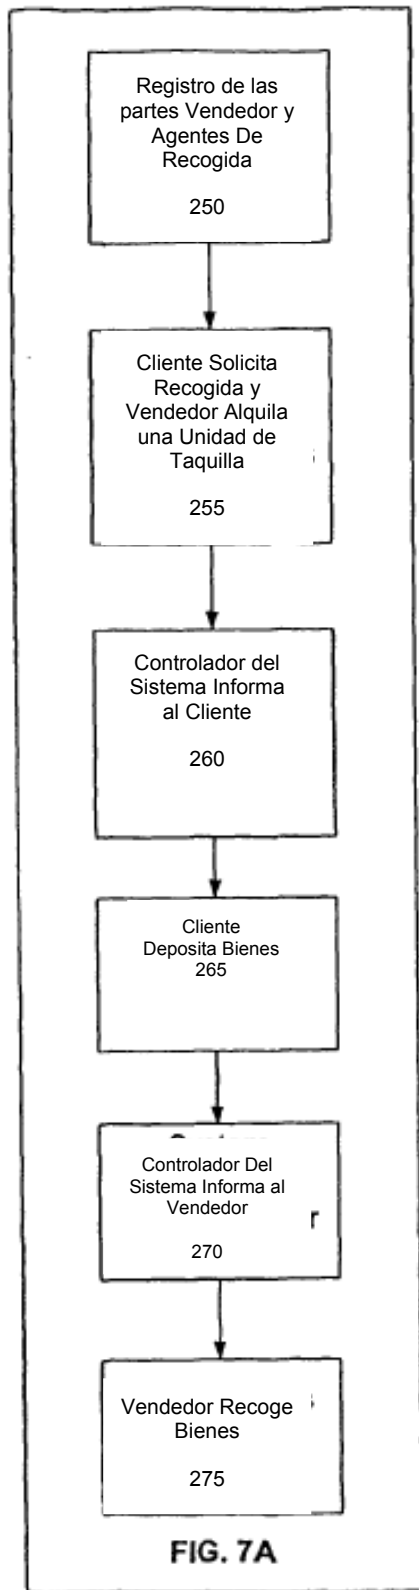 Registro de las
partes Vendedor y
Agentes De
Recogida
250
Cliente Solicita
Recogida y
Vendedor Alquila
una Unidad de
Taquilla
255
Controlador del
Sistema Informa
al Cliente
260
Cliente
Deposita Bienes
265
Controlador Del
Sistema Informa al
Vendedor
270
Vendedor Recoge
Bienes
275
FIG. 7A